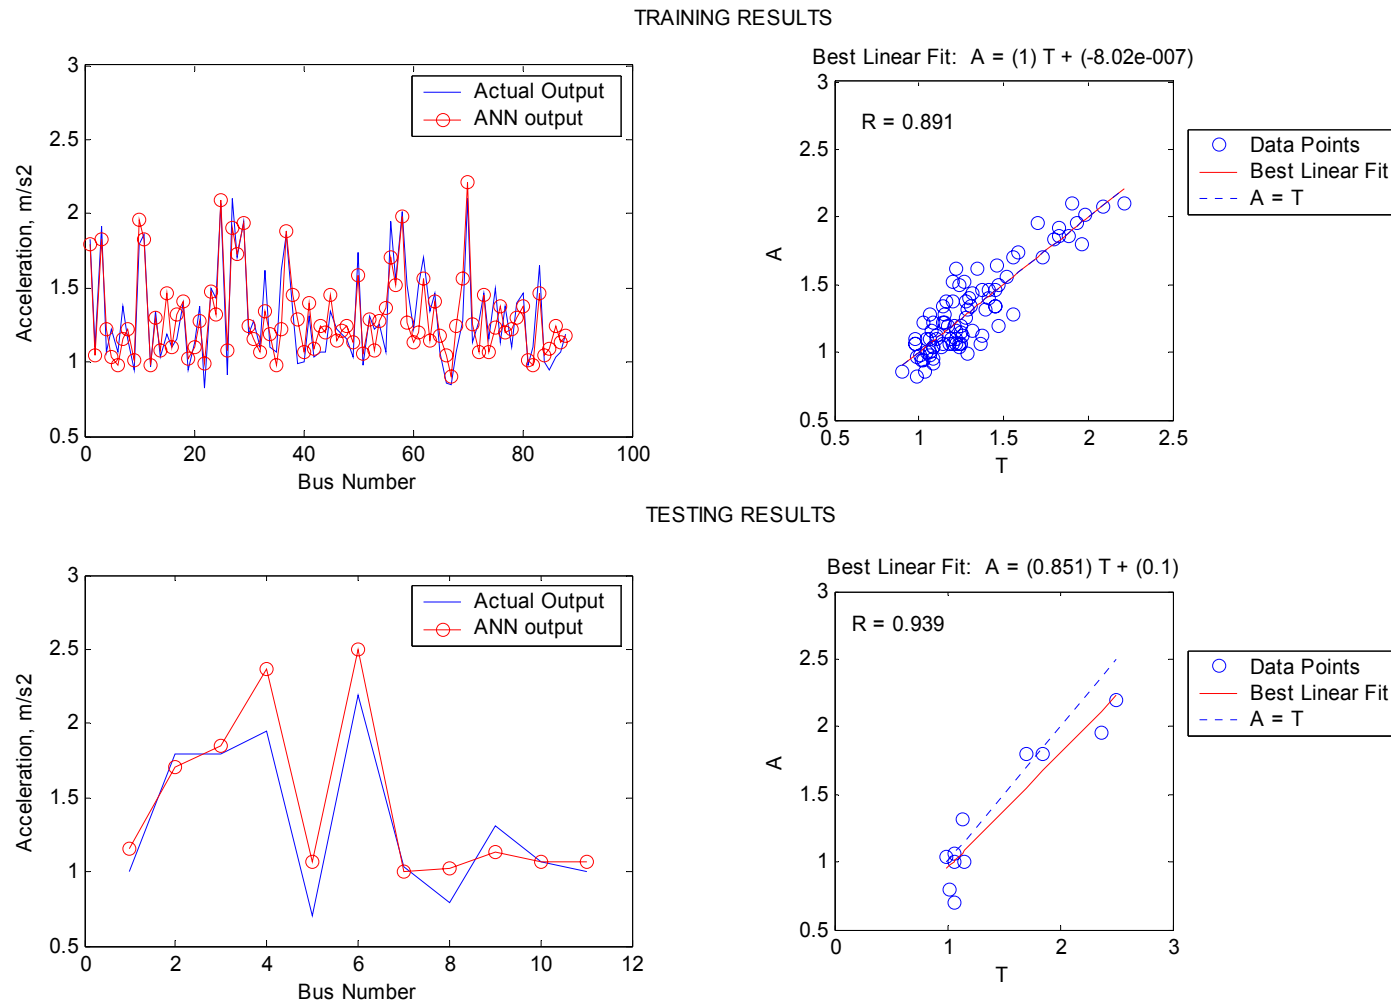 TRAINING RESULTS
3
2.5
2
1.5
1
0.5
0
20
40
60
80
100
Acceleration, m/s2
Bus Number
Actual Output
ANN output
Best Linear Fit: A = (1) T + (-8.02e-007)
R = 0.891
3
2.5
2
1.5
1
0.5
0.5
1
1.5
2
2.5
A
T
Data Points
Best Linear Fit
A = T
TESTING RESULTS
3
2.5
2
1.5
1
0.5
0
2
4
6
8
10
12
Acceleration, m/s2
Bus Number
Actual Output
ANN output
Best Linear Fit: A = (0.851) T + (0.1)
R = 0.939
3
2.5
2
1.5
1
0.5
0
1
2
3
A
T
Data Points
Best Linear Fit
A = T